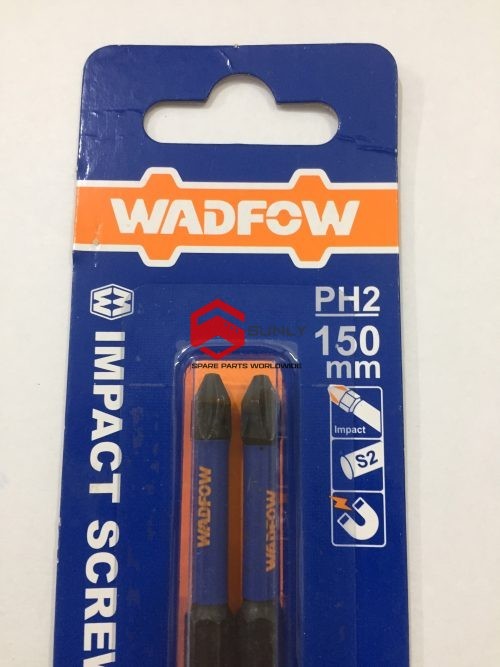 WADFOW
PH2
150
mm
SUNLY
SPARE PARTS WORLDWIDE
Impact
S2
IMPACT SCREW
WADFOW
WADFOW